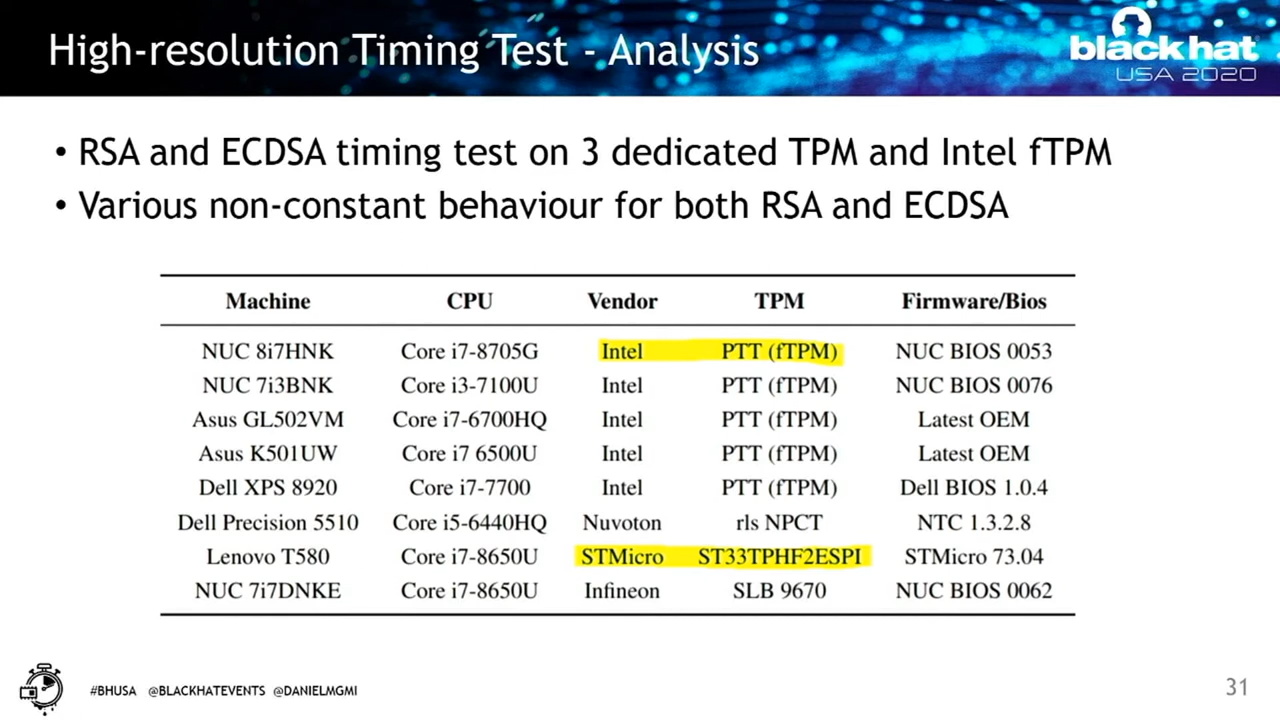 High-resolution Timing Test - Analysis
black hat
USA 2020
• RSA and ECDSA timing test on 3 dedicated TPM and Intel fTPM
• Various non-constant behaviour for both RSA and ECDSA
Machine CPU Vendor TPM Firmware/Bios
NUC 8i7HNK Core i7-8705G Intel PTT (fTPM) NUC BIOS 0053
NUC 7i3BNK Core i3-7100U Intel PTT (fTPM) NUC BIOS 0076
Asus GL502VM Core i7-6700HQ Intel PTT (fTPM) Latest OEM
Asus K501UW Core i7 6500U Intel PTT (fTPM) Latest OEM
Dell XPS 8920 Core i7-7700 Intel PTT (fTPM) Dell BIOS 1.0.4
Dell Precision 5510 Core i5-6440HQ Nuvoton rls NPCT NTC 1.3.2.8
Lenovo T580 Core i7-8650U STMicro ST33TPHF2ESPI STMicro 73.04
NUC 7i7DNKE Core i7-8650U Infineon SLB 9670 NUC BIOS 0062
#BHUSA @BLACKHATEVENTS @DANIELMGMI
31